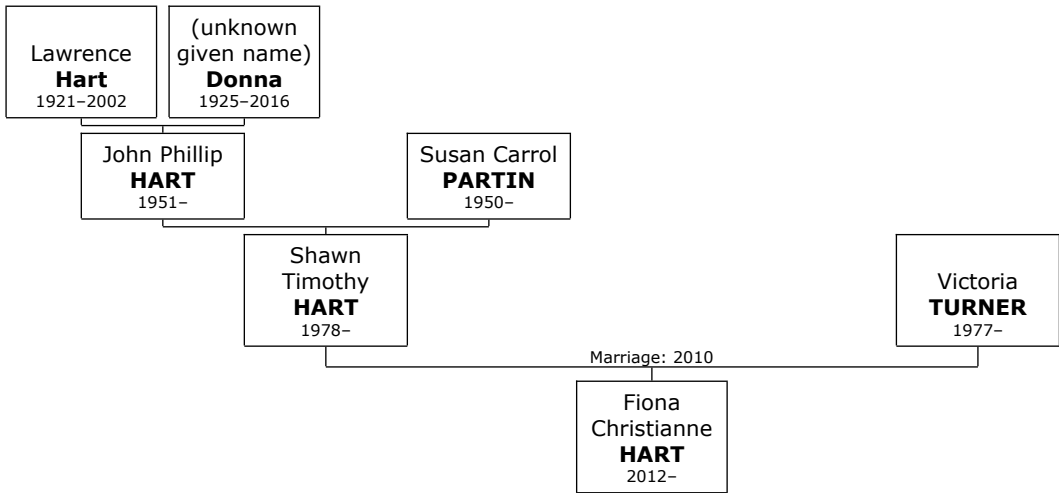 Lawrence
Hart
1921–2002
(unknown
given name)
Donna
1925–2016
John Phillip
HART
1951–
Susan Carrol
PARTIN
1950–
Shawn
Timothy
HART
1978–
Victoria
TURNER
1977–
Marriage: 2010
Fiona
Christianne
HART
2012–